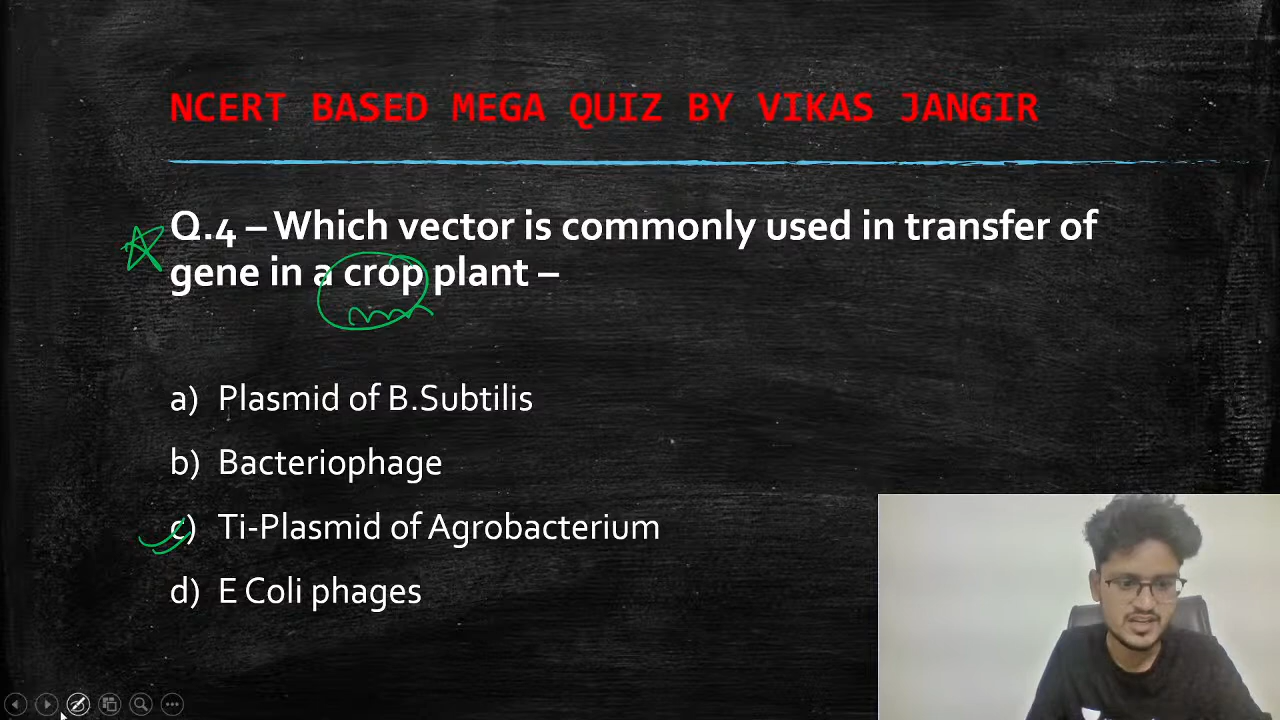 NCERT BASED MEGA QUIZ BY VIKAS JANGIR
Q.4 – Which vector is commonly used in transfer of
gene in a crop plant –
a) Plasmid of B.Subtilis
b) Bacteriophage
c) Ti-Plasmid of Agrobacterium
d) E Coli phages